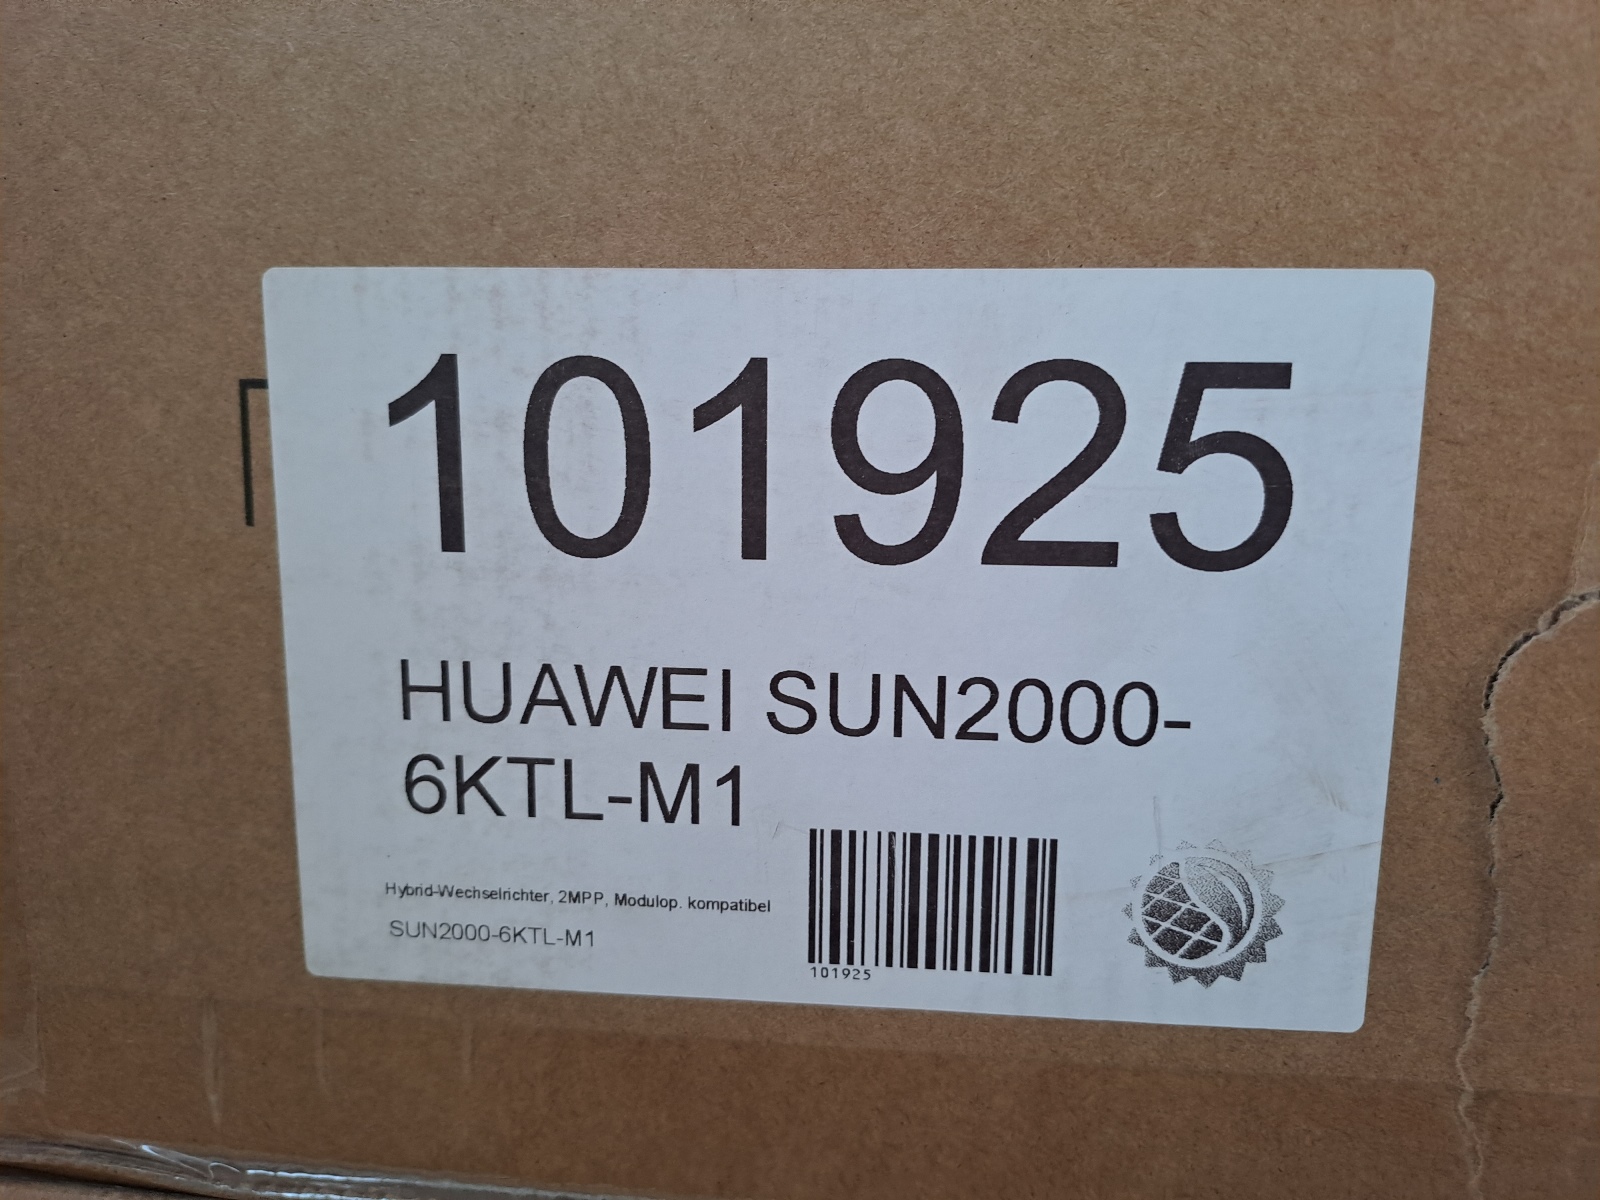 101925
HUAWEI SUN2000-
6KTL-M1
Hybrid-Wechselrichter, 2MPP, Modulop. kompatibel
SUN2000-6KTL-M1
101925